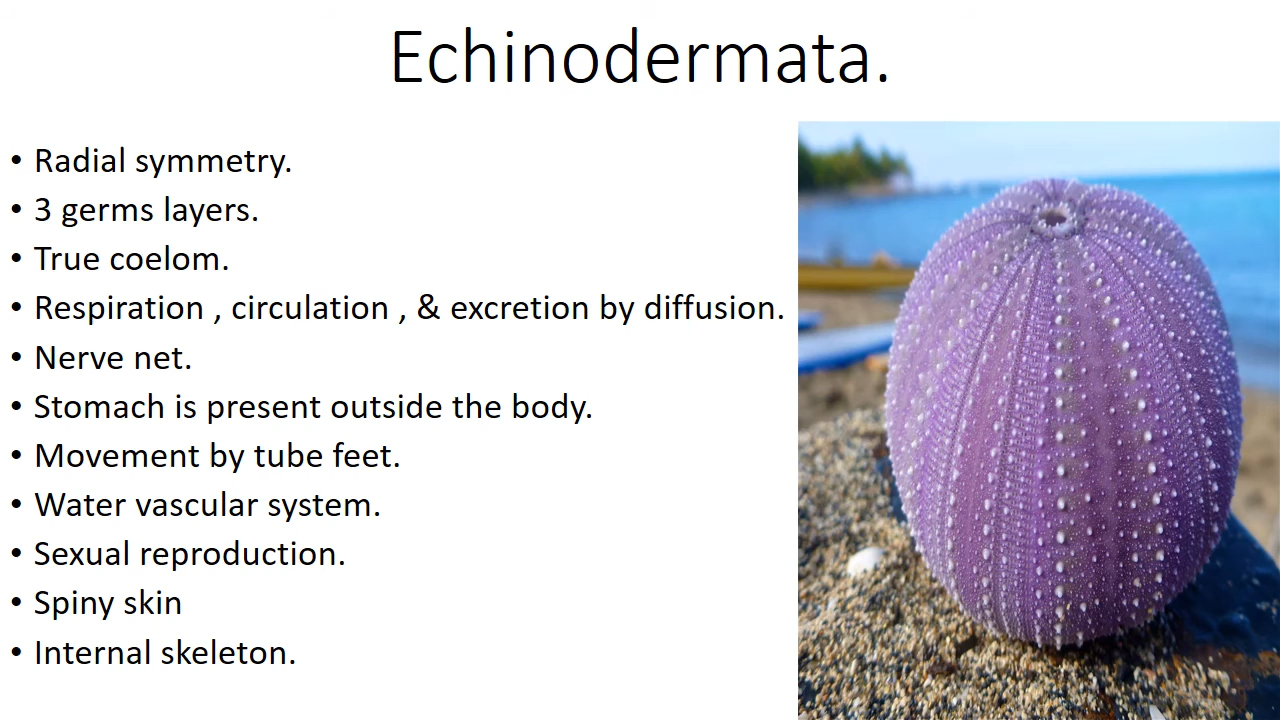 Echinodermata.
• Radial symmetry.
• 3 germs layers.
• True coelom.
• Respiration , circulation , & excretion by diffusion.
• Nerve net.
• Stomach is present outside the body.
• Movement by tube feet.
• Water vascular system.
• Sexual reproduction.
• Spiny skin
• Internal skeleton.